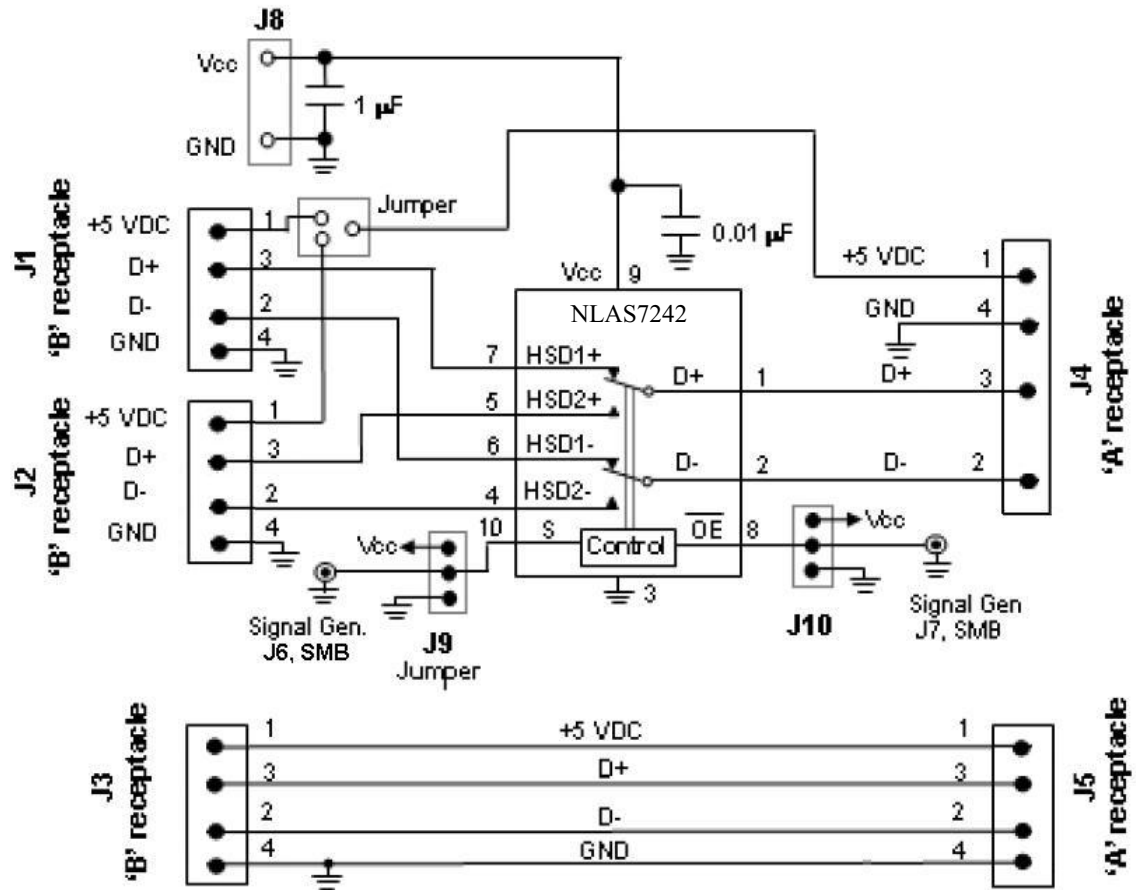 J8
Vcc
1 µF
GND
J1
'B' receptacle
+5 VDC
1
D+
3
D-
2
GND
4
Jumper
0.01 µF
Vcc
9
NLAS7242
J2
'B' receptacle
+5 VDC
1
D+
3
D-
2
GND
4
7
HSD1+
5
HSD2+
6
HSD1-
4
HSD2-
10
S
Control
OE
8
3
D+
1
D-
2
+5 VDC
1
GND
4
D+
3
D-
2
J4
'A' receptacle
Vcc
Signal Gen.
J6, SMB
J9
Jumper
Vcc
J10
Signal Gen
J7, SMB
J3
'B' receptacle
1
+5 VDC
1
3
D+
3
2
D-
2
4
GND
4
J5
'A' receptacle